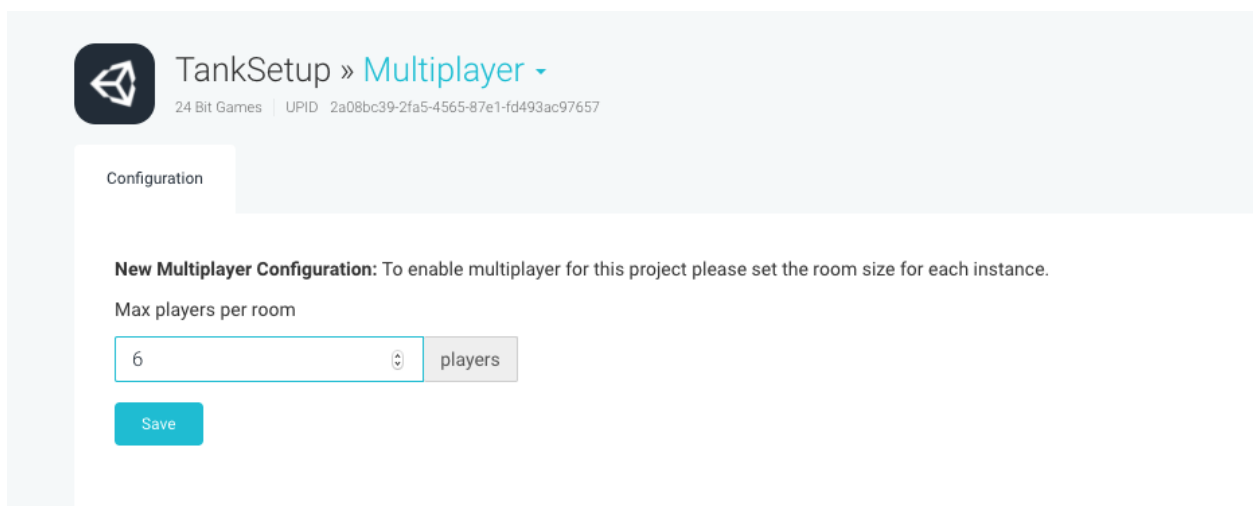 TankSetup » Multiplayer
24 Bit Games UPID 2a08bc39-2fa5-4565-87e1-fd493ac97657
Configuration
New Multiplayer Configuration: To enable multiplayer for this project please set the room size for each instance.
Max players per room
6 players
Save